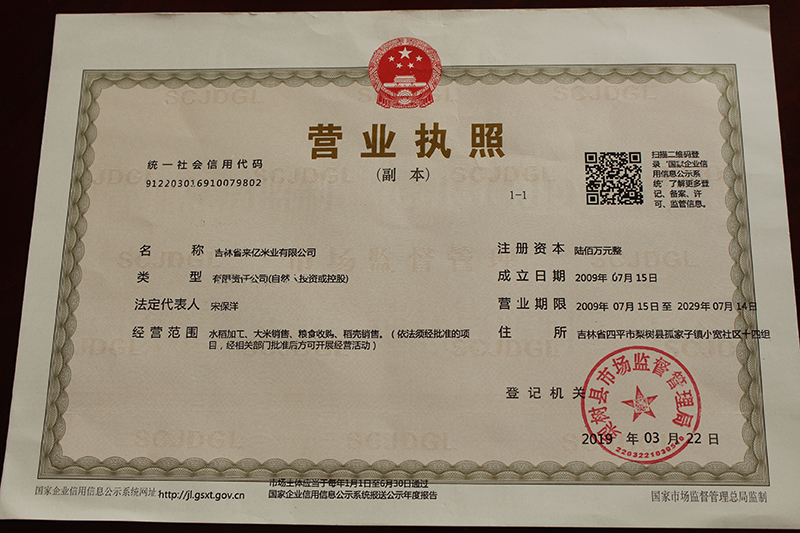 营业执照
(副 本)
1-1
统一社会信用代码
912203016910079802
扫描二维码登
录“国家企业信
用信息公示系
统”了解更多登
记、备案、许
可、监管信息。
名 称 吉林省来亿米业有限公司
类 型 有限责任公司(自然人投资或控股)
法定代表人 宋保洋
经营范围 水稻加工、大米销售、粮食收购、稻壳销售。（依法须经批准的项
目，经相关部门批准后方可开展经营活动）
注册资本 陆佰万元整
成立日期 2009年 07月15日
营业期限 2009年 07月15日 至 2029年 07月14日
住 所 吉林省四平市梨树县孤家子镇小宽社区十四组
登记机关
梨树县市场监督管理局
2019 年 03 月 22 日
国家企业信用信息公示系统网址 http://jl.gsxt.gov.cn
市场主体应当于每年1月1日至6月30日通过
国家企业信用信息公示系统报送公示年度报告
国家市场监督管理总局监制
SCJDGL